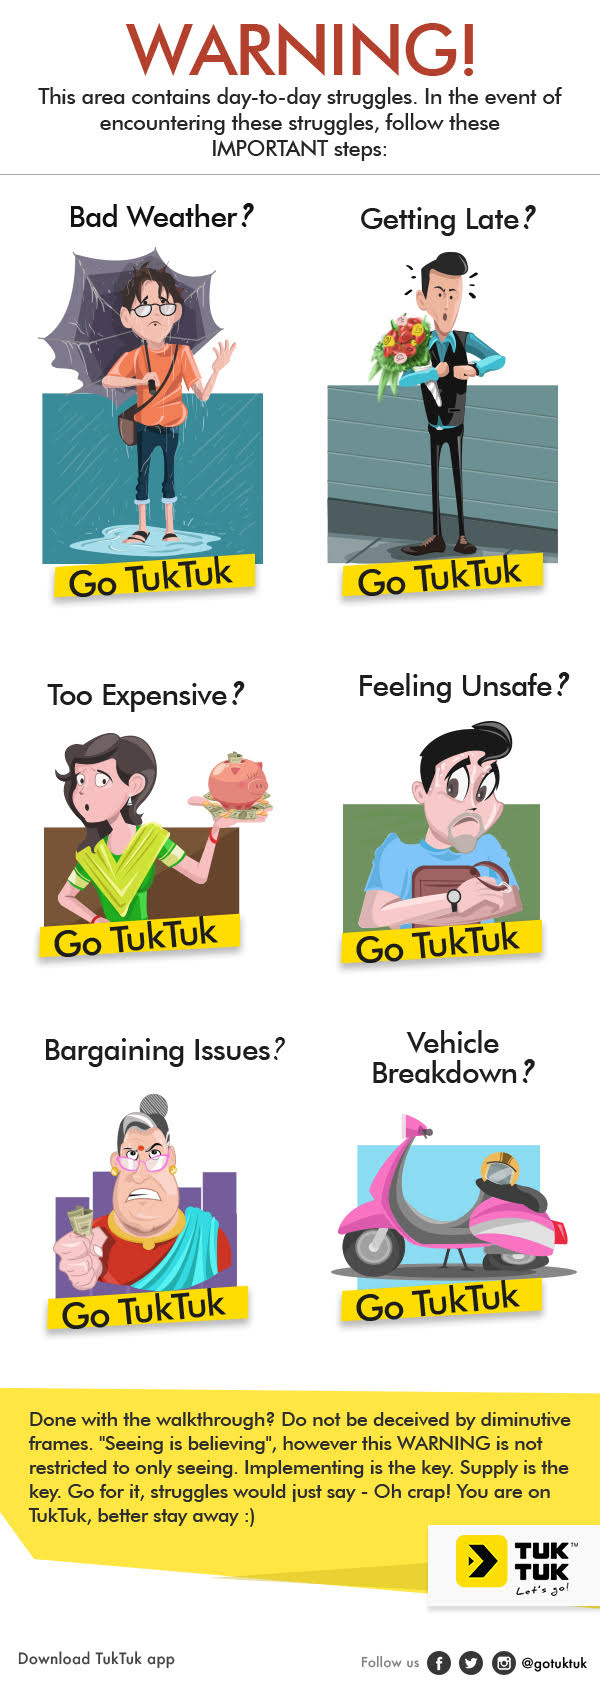 WARNING!
This area contains day-to-day struggles. In the event of
encountering these struggles, follow these
IMPORTANT steps:
Bad Weather?
Getting Late?
Go TukTuk
Go TukTuk
Too Expensive?
Feeling Unsafe?
Go TukTuk
Go TukTuk
Bargaining Issues?
Vehicle
Breakdown?
Go TukTuk
Go TukTuk
Done with the walkthrough? Do not be deceived by diminutive
frames. "Seeing is believing", however this WARNING is not
restricted to only seeing. Implementing is the key. Supply is the
key. Go for it, struggles would just say - Oh crap! You are on
TukTuk, better stay away :)
TUK™
TUK
Let's go!
Download TukTuk app
Follow us @gotuktuk